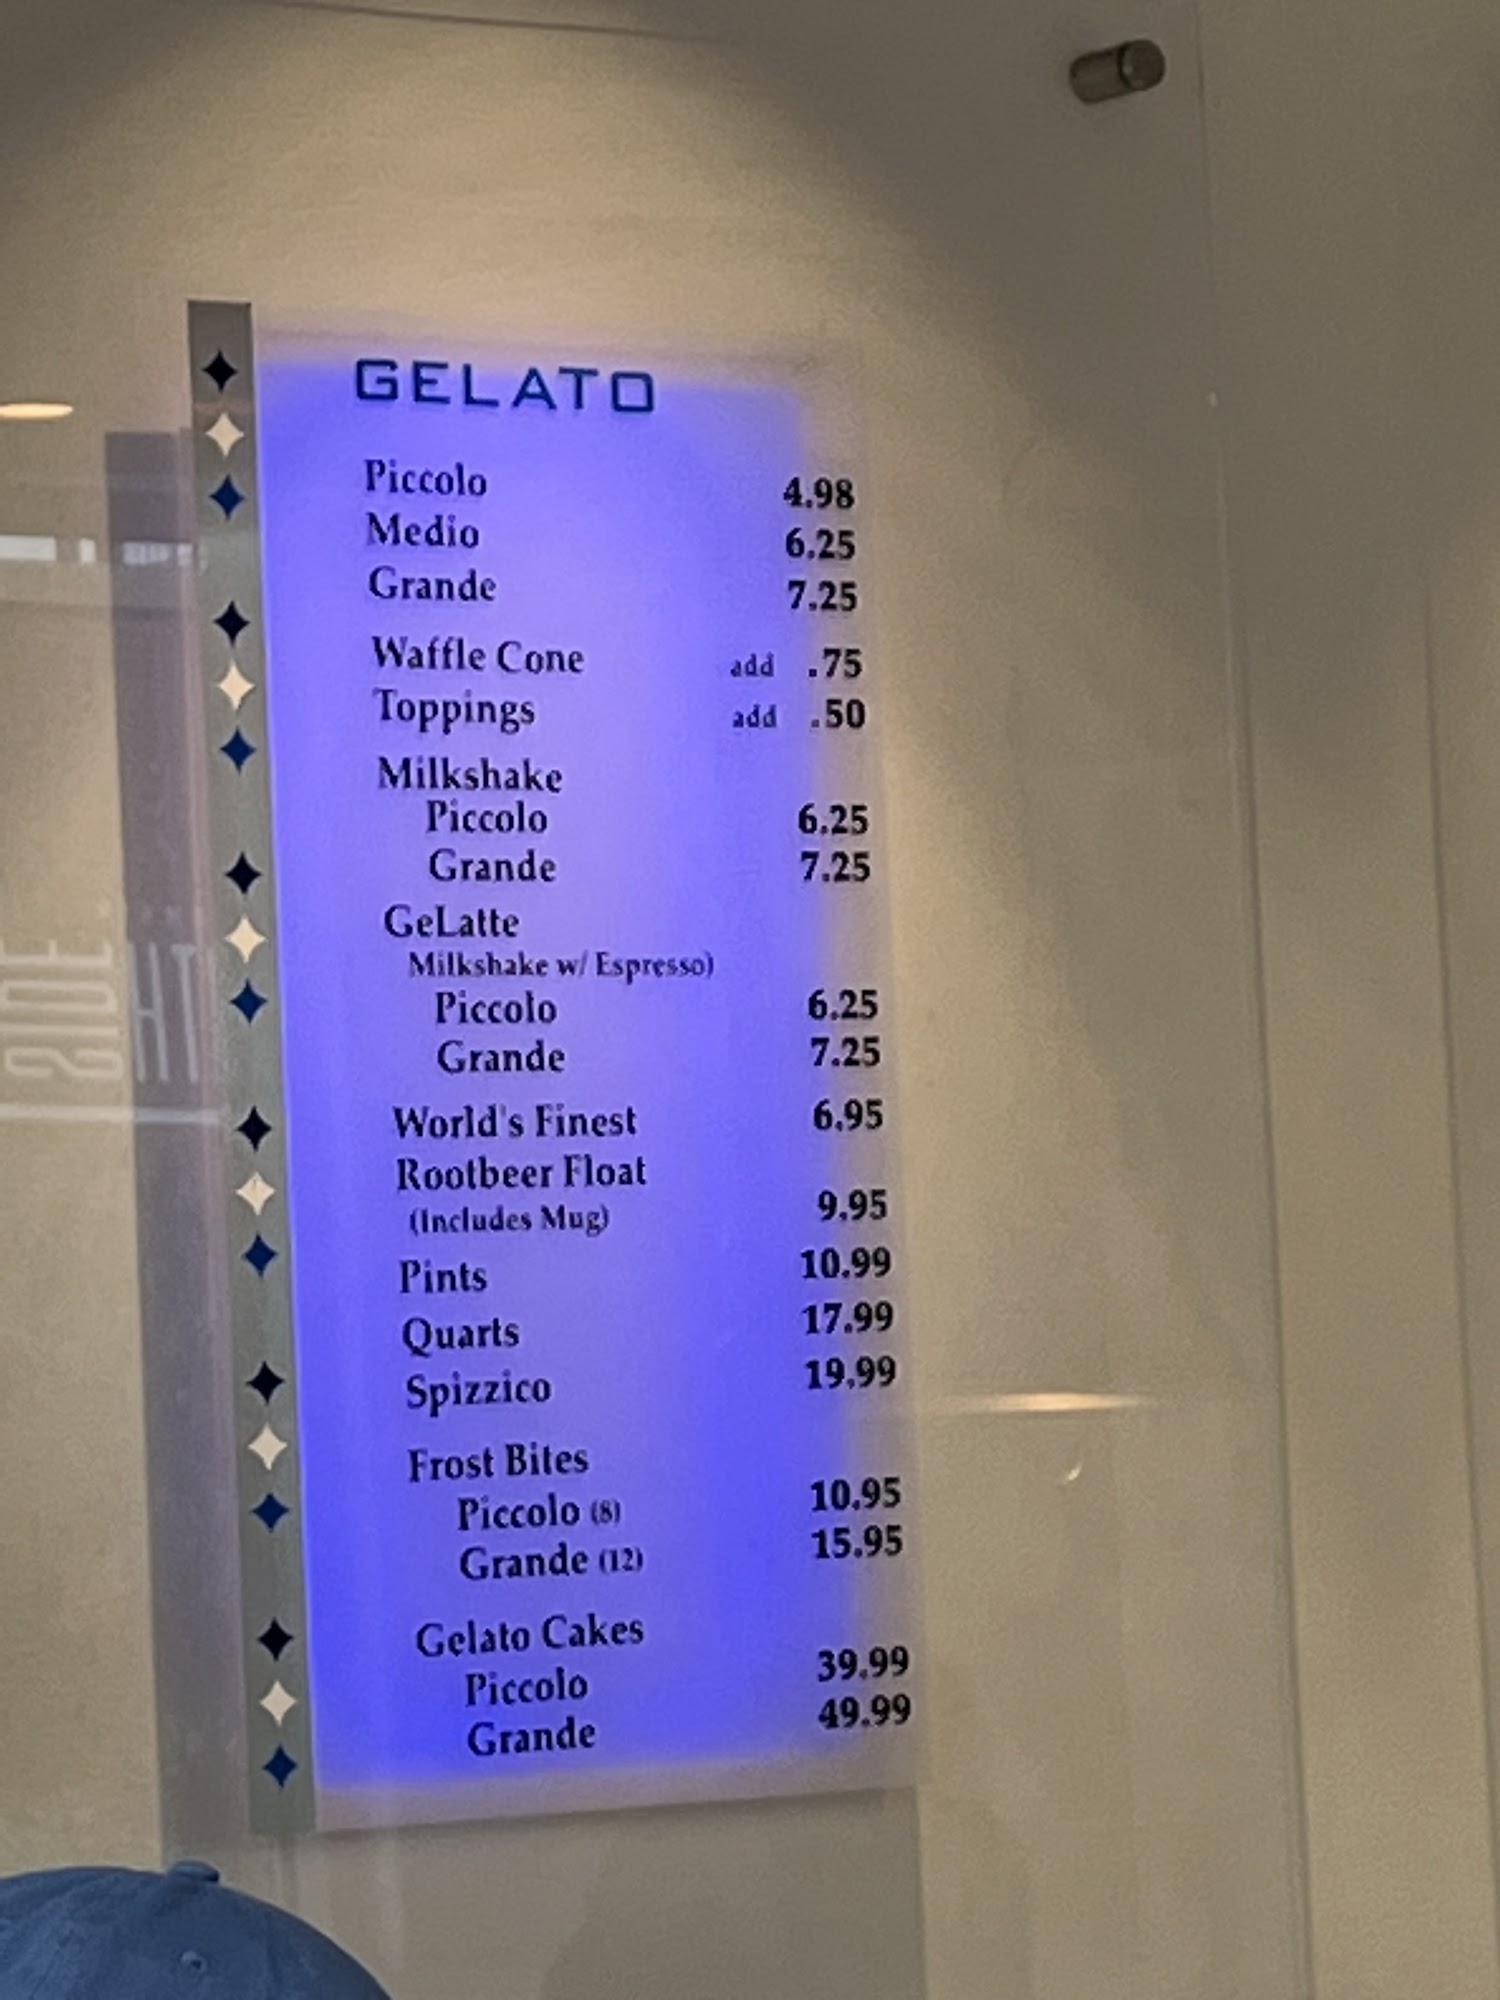 GELATO
Piccolo 4.98
Medio 6.25
Grande 7.25
Waffle Cone add .75
Toppings add .50
Milkshake
Piccolo 6.25
Grande 7.25
GeLatte
Milkshake w/ Espresso)
Piccolo 6.25
Grande 7.25
World's Finest 6.95
Rootbeer Float
(Includes Mug) 9.95
Pints 10.99
Quarts 17.99
Spizzico 19.99
Frost Bites
Piccolo (8) 10.95
Grande (12) 15.95
Gelato Cakes
Piccolo 39.99
Grande 49.99